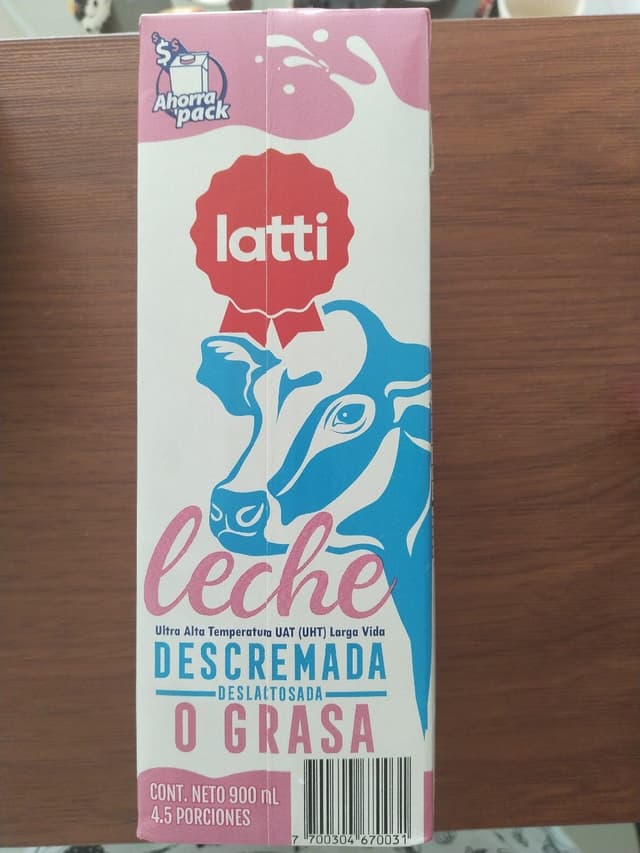 $ $ $
Ahorra
pack
latti
leche
Ultra Alta Temperatura UAT (UHT) Larga Vida
DESCREMADA
DESLACTOSADA
0 GRASA
CONT. NETO 900 mL
4.5 PORCIONES
7 700304 670031